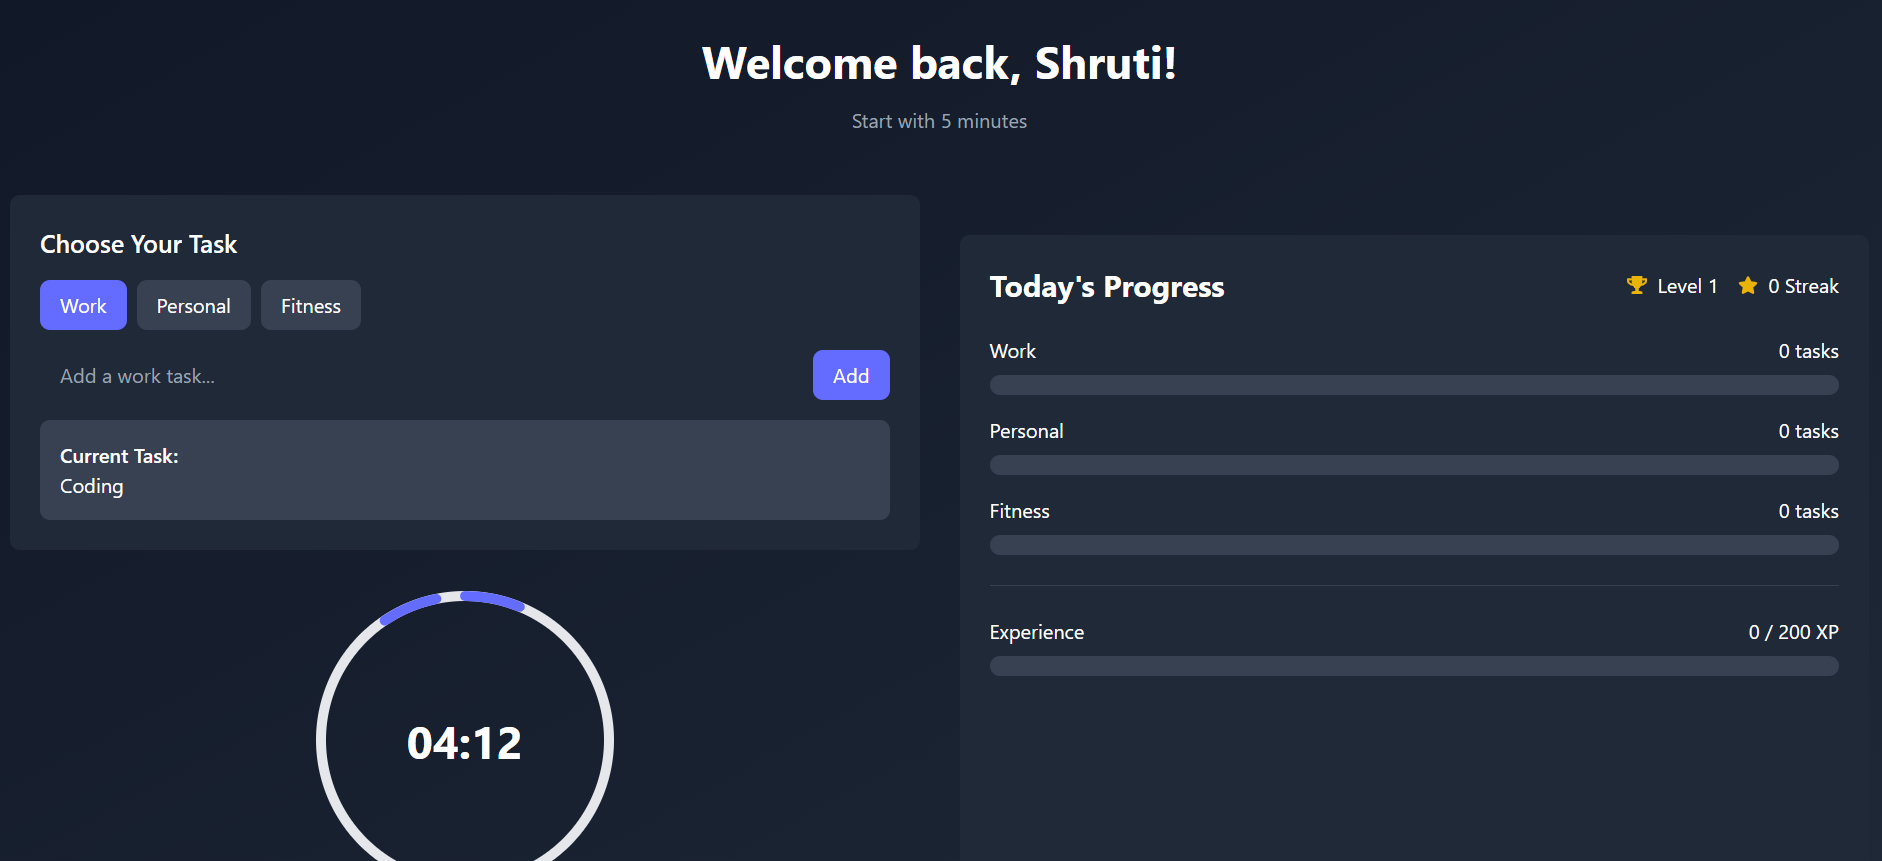 Welcome back, Shruti!
Start with 5 minutes
Choose Your Task
Work Personal Fitness
Add a work task...
Add
Current Task:
Coding
04:12
Today's Progress
Level 1 0 Streak
Work 0 tasks
Personal 0 tasks
Fitness 0 tasks
Experience 0 / 200 XP